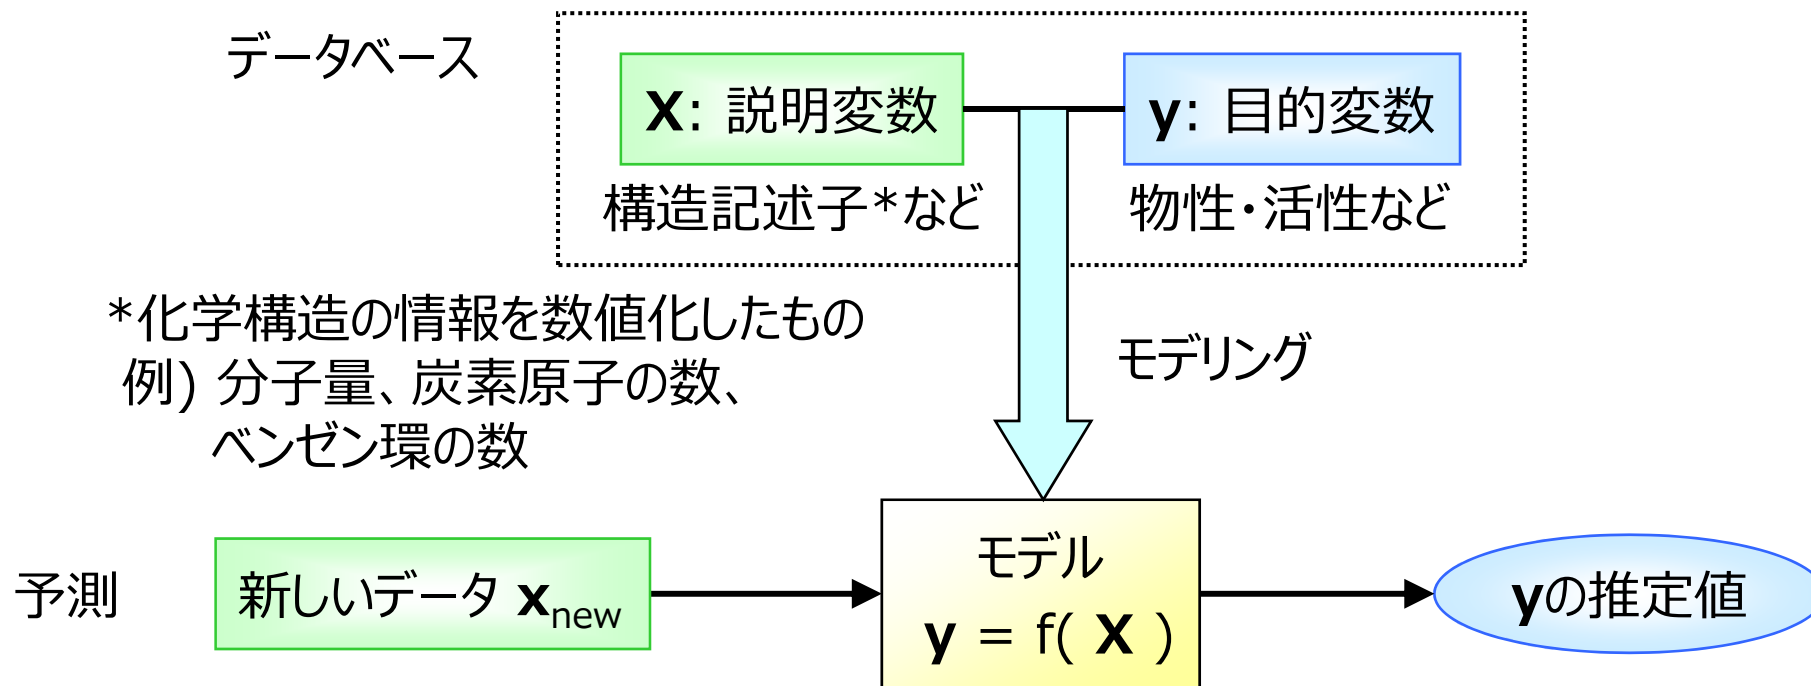 データベース
X: 説明変数
y: 目的変数
構造記述子*など
物性・活性など
*化学構造の情報を数値化したもの
例) 分子量、炭素原子の数、
ベンゼン環の数
モデリング
予測
新しいデータ xnew
モデル
y = f( X )
yの推定値